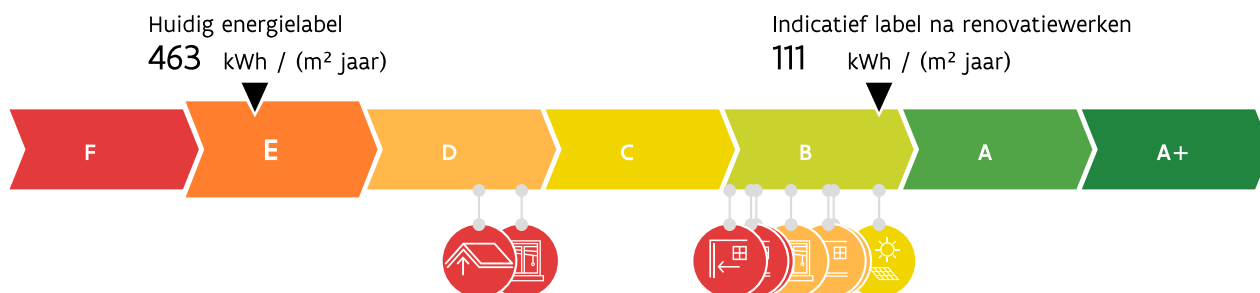 Huidig energielabel
463 kWh / (m² jaar)
Indicatief label na renovatiewerken
111 kWh / (m² jaar)
F E D C B A A+